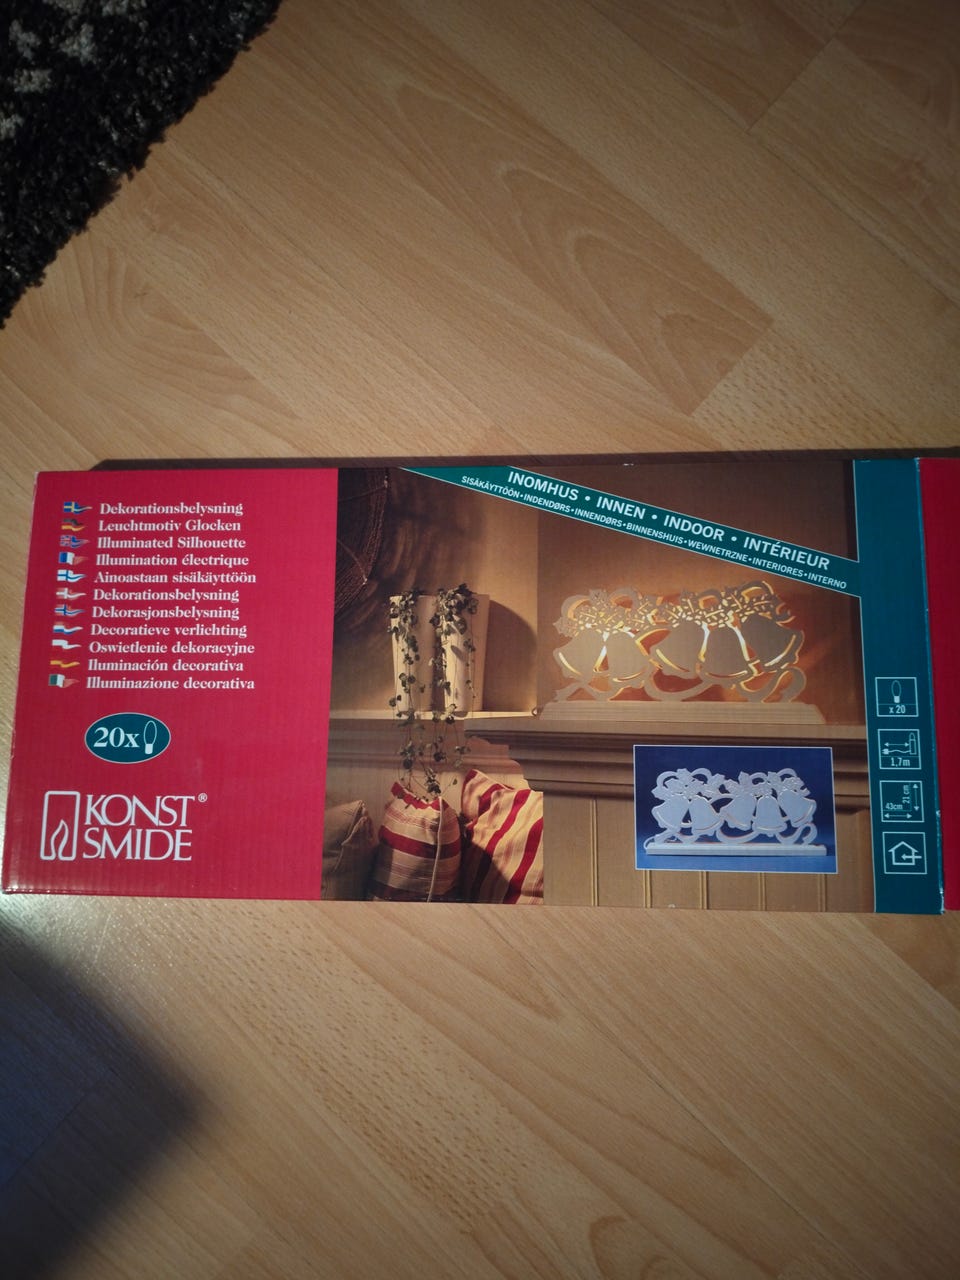 Dekorationsbelysning
Leuchtmotiv Glocken
Illuminated Silhouette
Illumination électrique
Ainoastaan sisäkäyttöön
Dekorationsbelysning
Dekorasjonsbelysning
Decoratieve verlichting
Oswietlenie dekoracyjne
Iluminación decorativa
Illuminazione decorativa
20x
KONST®
SMIDE
INOMHUS • INNEN • INDOOR • INTÉRIEUR
SISÄKÄYTTÖÖN•INDENDØRS•INNENDØRS•BINNENSHUIS•WEWNETRZNE•INTERIORES•INTERNO
x 20
1,7m
21 cm
43cm